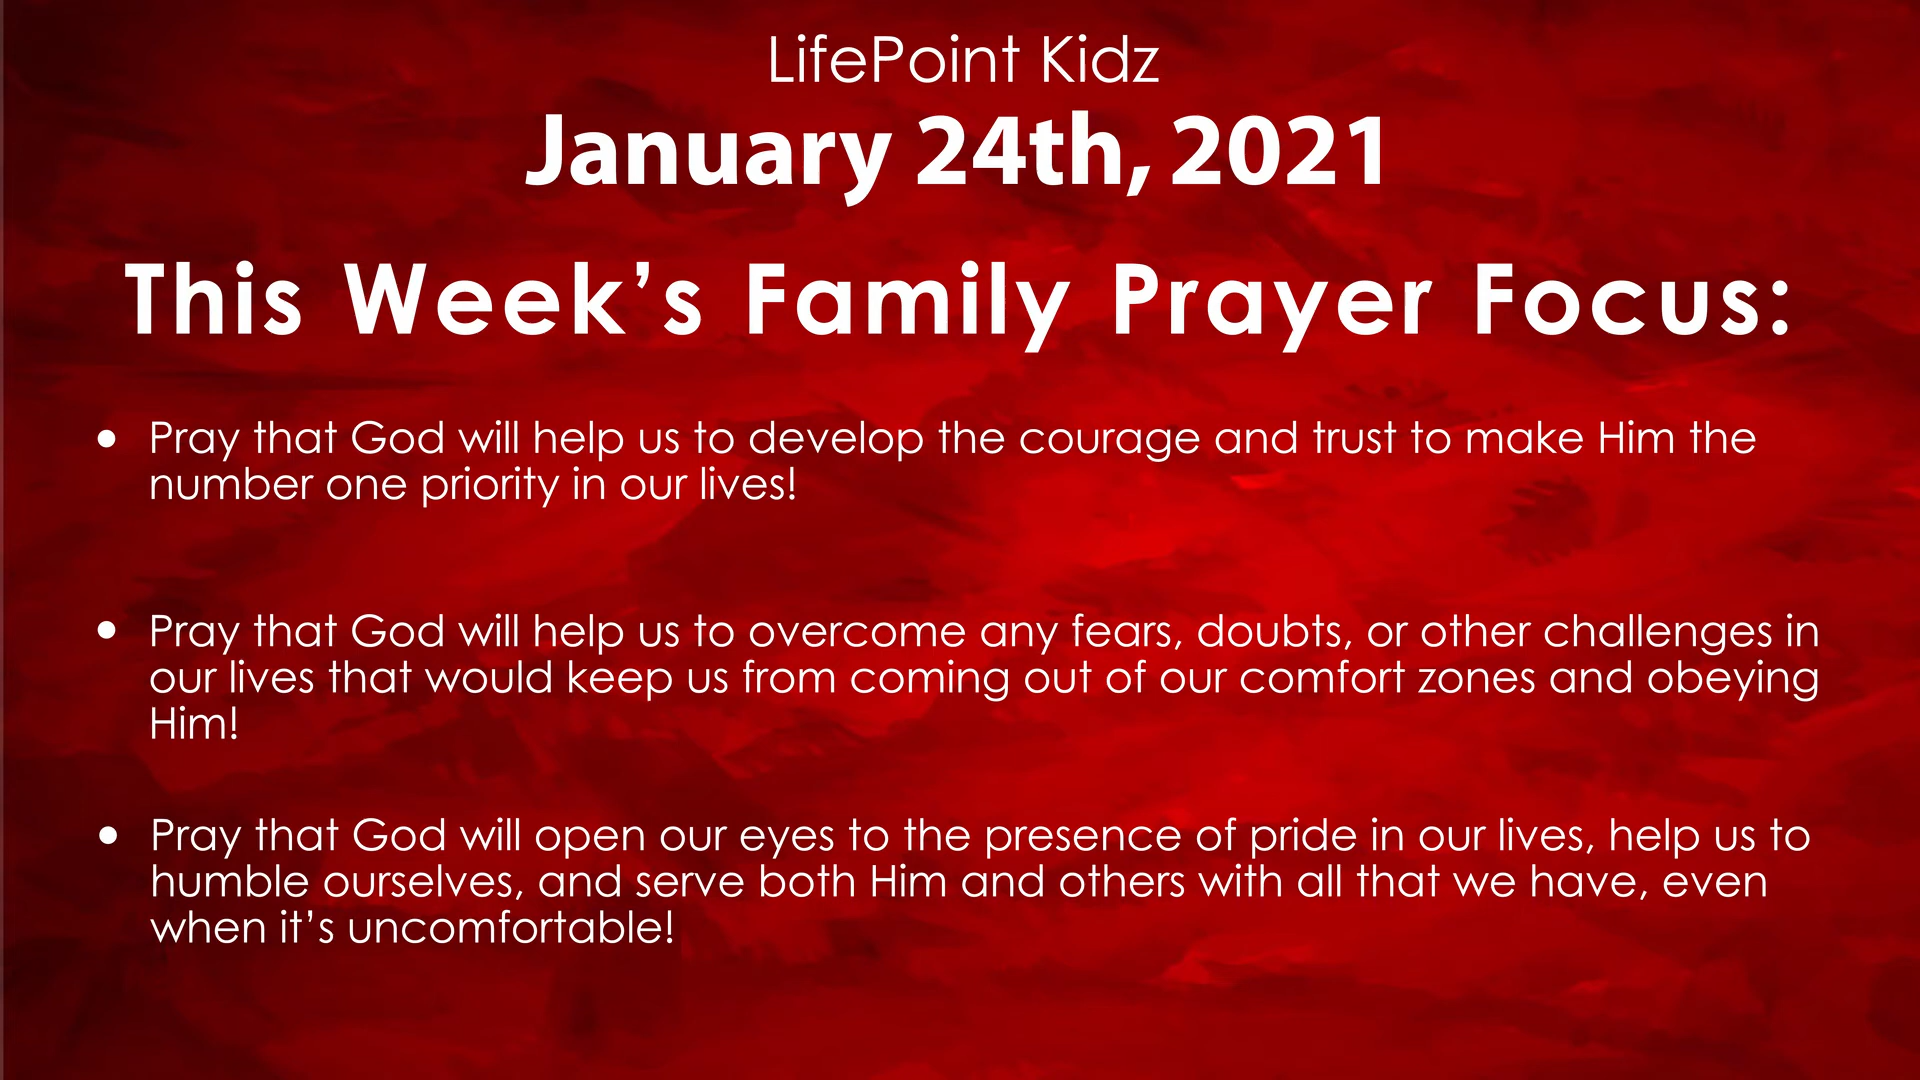 LifePoint Kidz
January 24th, 2021
This Week’s Family Prayer Focus:
• Pray that God will help us to develop the courage and trust to make Him the
number one priority in our lives!
• Pray that God will help us to overcome any fears, doubts, or other challenges in
our lives that would keep us from coming out of our comfort zones and obeying
Him!
• Pray that God will open our eyes to the presence of pride in our lives, help us to
humble ourselves, and serve both Him and others with all that we have, even
when it’s uncomfortable!